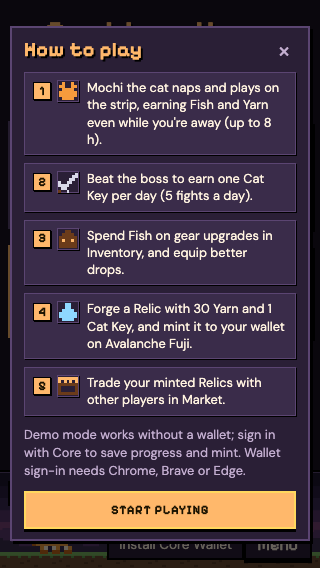 How to play ×
1 Mochi the cat naps and plays on
the strip, earning Fish and Yarn
even while you're away (up to 8
h).
2 Beat the boss to earn one Cat
Key per day (5 fights a day).
3 Spend Fish on gear upgrades in
Inventory, and equip better
drops.
4 Forge a Relic with 30 Yarn and 1
Cat Key, and mint it to your wallet
on Avalanche Fuji.
5 Trade your minted Relics with
other players in Market.
Demo mode works without a wallet; sign in
with Core to save progress and mint. Wallet
sign-in needs Chrome, Brave or Edge.
START PLAYING
Install Core Wallet Menu